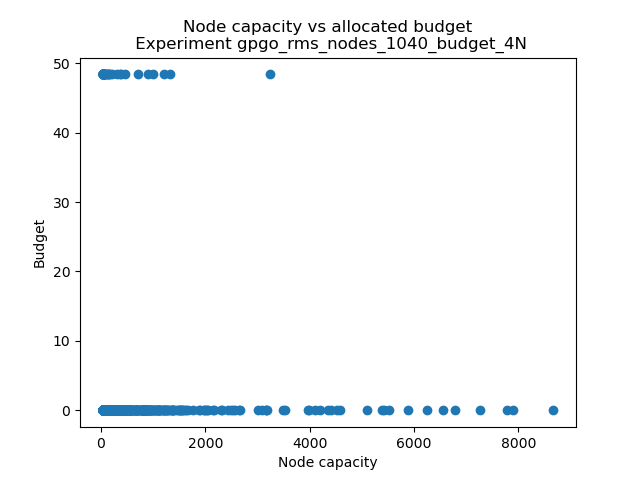 Node capacity vs allocated budget
Experiment gpgo_rms_nodes_1040_budget_4N
50
40
30
20
10
0
Budget
0 2000 4000 6000 8000
Node capacity